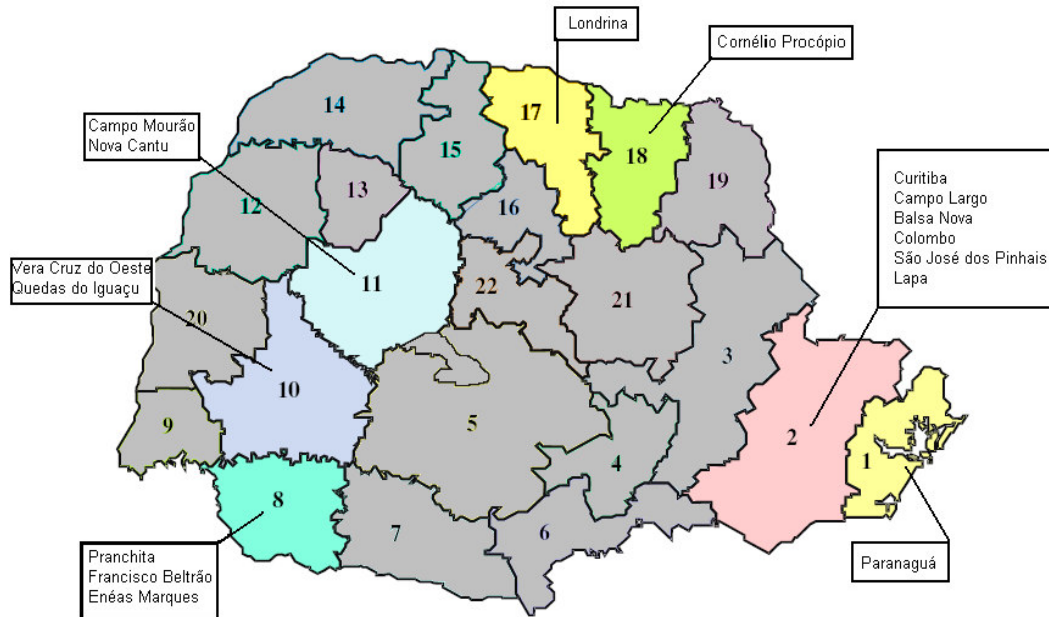 Londrina
Cornélio Procópio
Campo Mourão
Nova Cantu
Curitiba
Campo Largo
Balsa Nova
Colombo
São José dos Pinhais
Lapa
Vera Cruz do Oeste
Quedas do Iguaçu
Pranchita
Francisco Beltrão
Enéas Marques
Paranaguá
14
17
15
18
13
19
12
16
11
22
21
20
3
10
9
5
2
4
1
8
7
6